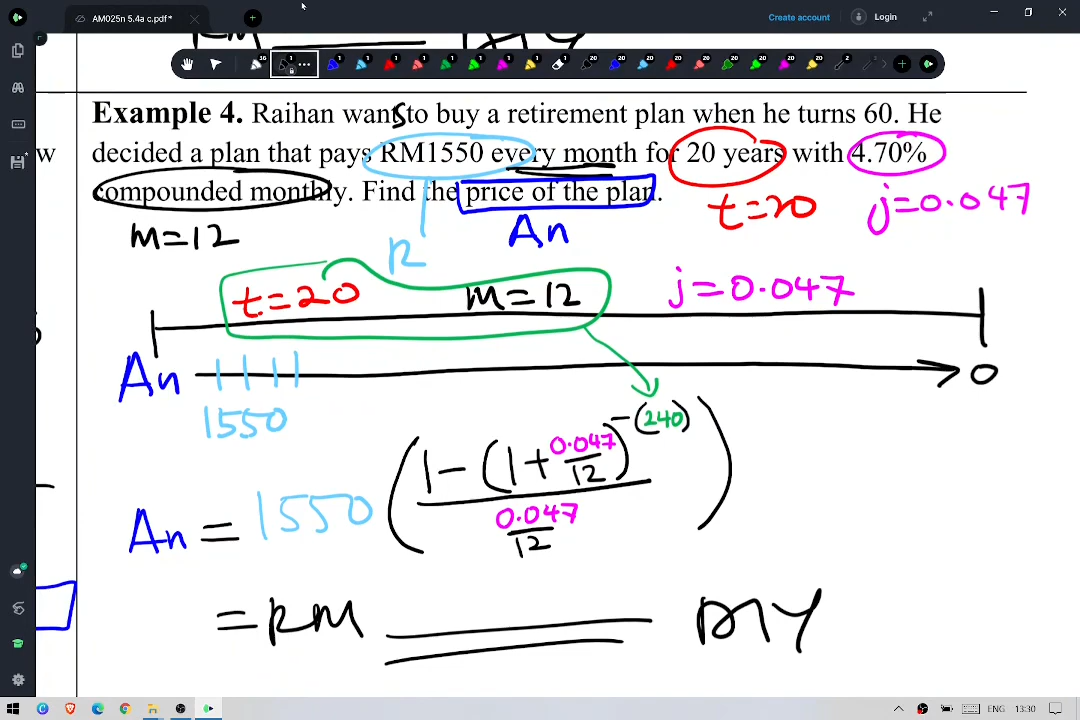 AM025n 5.4a c.pdf*
Create account
Login
Example 4. Raihan wants to buy a retirement plan when he turns 60. He
w
decided a plan that pays RM1550 every month for 20 years with 4.70%
compounded monthly. Find the price of the plan.
t=20
j=0.047
m=12
R
An
t=20
m=12
j=0.047
An
0
1550
An = 1550 (1-(1+0.047/12)^-(240) / 0.047/12)
=RM
DIY
ENG
13:30